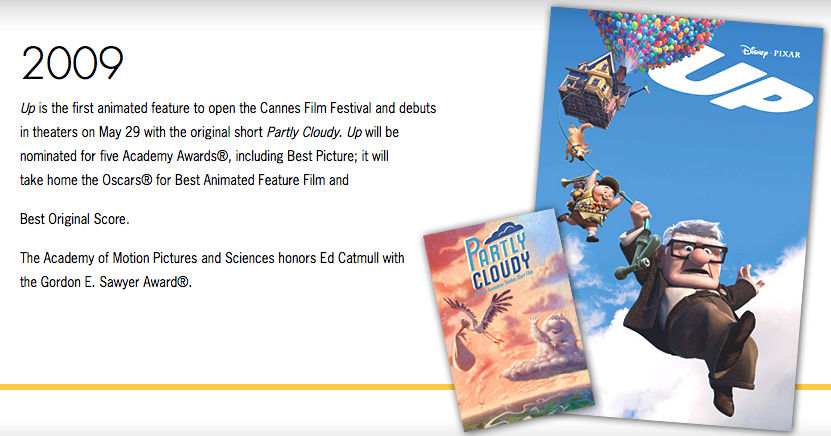 2009
Up is the first animated feature to open the Cannes Film Festival and debuts
in theaters on May 29 with the original short Partly Cloudy. Up will be
nominated for five Academy Awards®, including Best Picture; it will
take home the Oscars® for Best Animated Feature Film and
Best Original Score.
The Academy of Motion Pictures and Sciences honors Ed Catmull with
the Gordon E. Sawyer Award®.
Disney • PIXAR
UP
PARTLY
CLOUDY